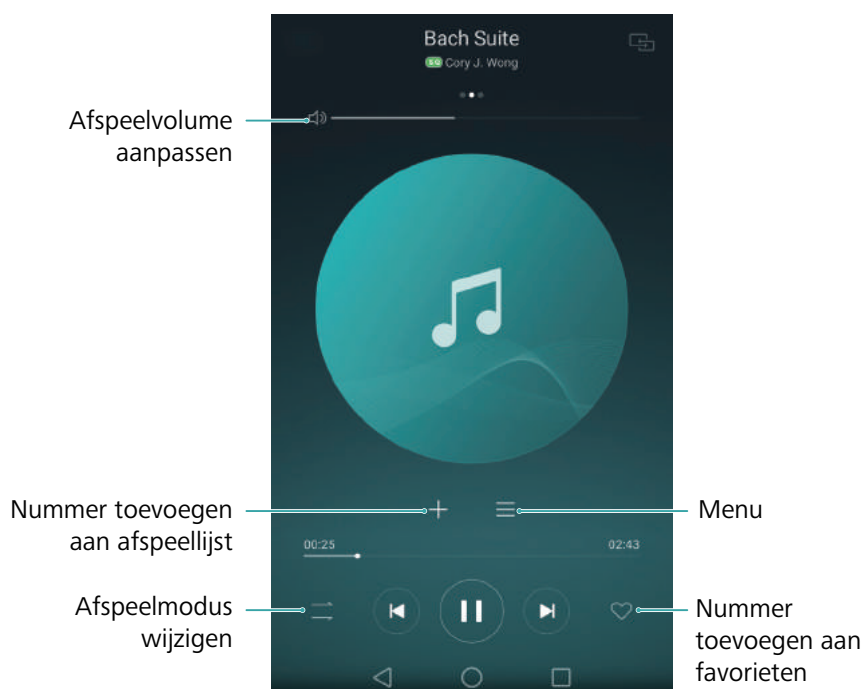 Bach Suite
SQ Cory J. Wong
Afspeelvolume
aanpassen
Nummer toevoegen
aan afspeellijst
Menu
00:25
02:43
Afspeelmodus
wijzigen
Nummer
toevoegen aan
favorieten